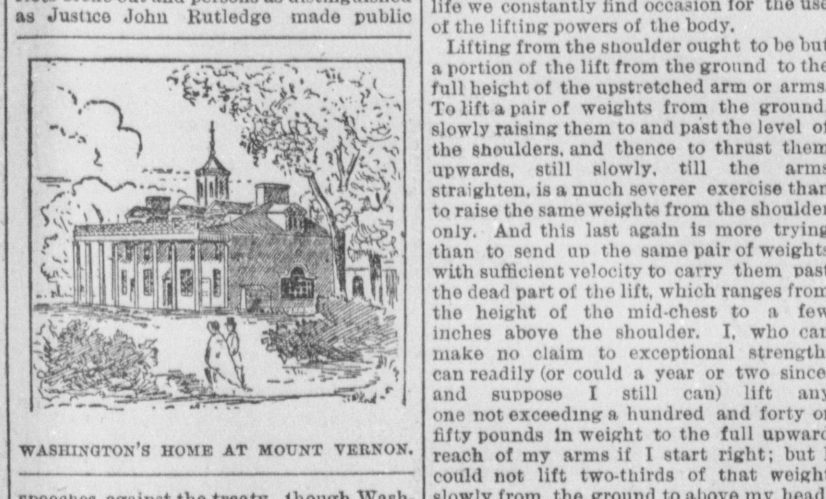 as Justice John Rutledge made public
WASHINGTON'S HOME AT MOUNT VERNON.
speeches against the treaty, though Wash-
life we constantly find occasion for the use
of the lifting powers of the body.
Lifting from the shoulder ought to be but
a portion of the lift from the ground to the
full height of the upstretched arm or arms.
To lift a pair of weights from the ground,
slowly raising them to and past the level of
the shoulders, and thence to thrust them
upwards, still slowly, till the arms
straighten, is a much severer exercise than
to raise the same weights from the shoulder
only. And this last again is more trying
than to send up the same pair of weights
with sufficient velocity to carry them past
the dead part of the lift, which ranges from
the height of the mid-chest to a few
inches above the shoulder. I, who can
make no claim to exceptional strength,
can readily (or could a year or two since,
and suppose I still can) lift any
one not exceeding a hundred and forty or
fifty pounds in weight to the full upward
reach of my arms if I start right; but I
could not lift two-thirds of that weight
slowly from the ground to above my head